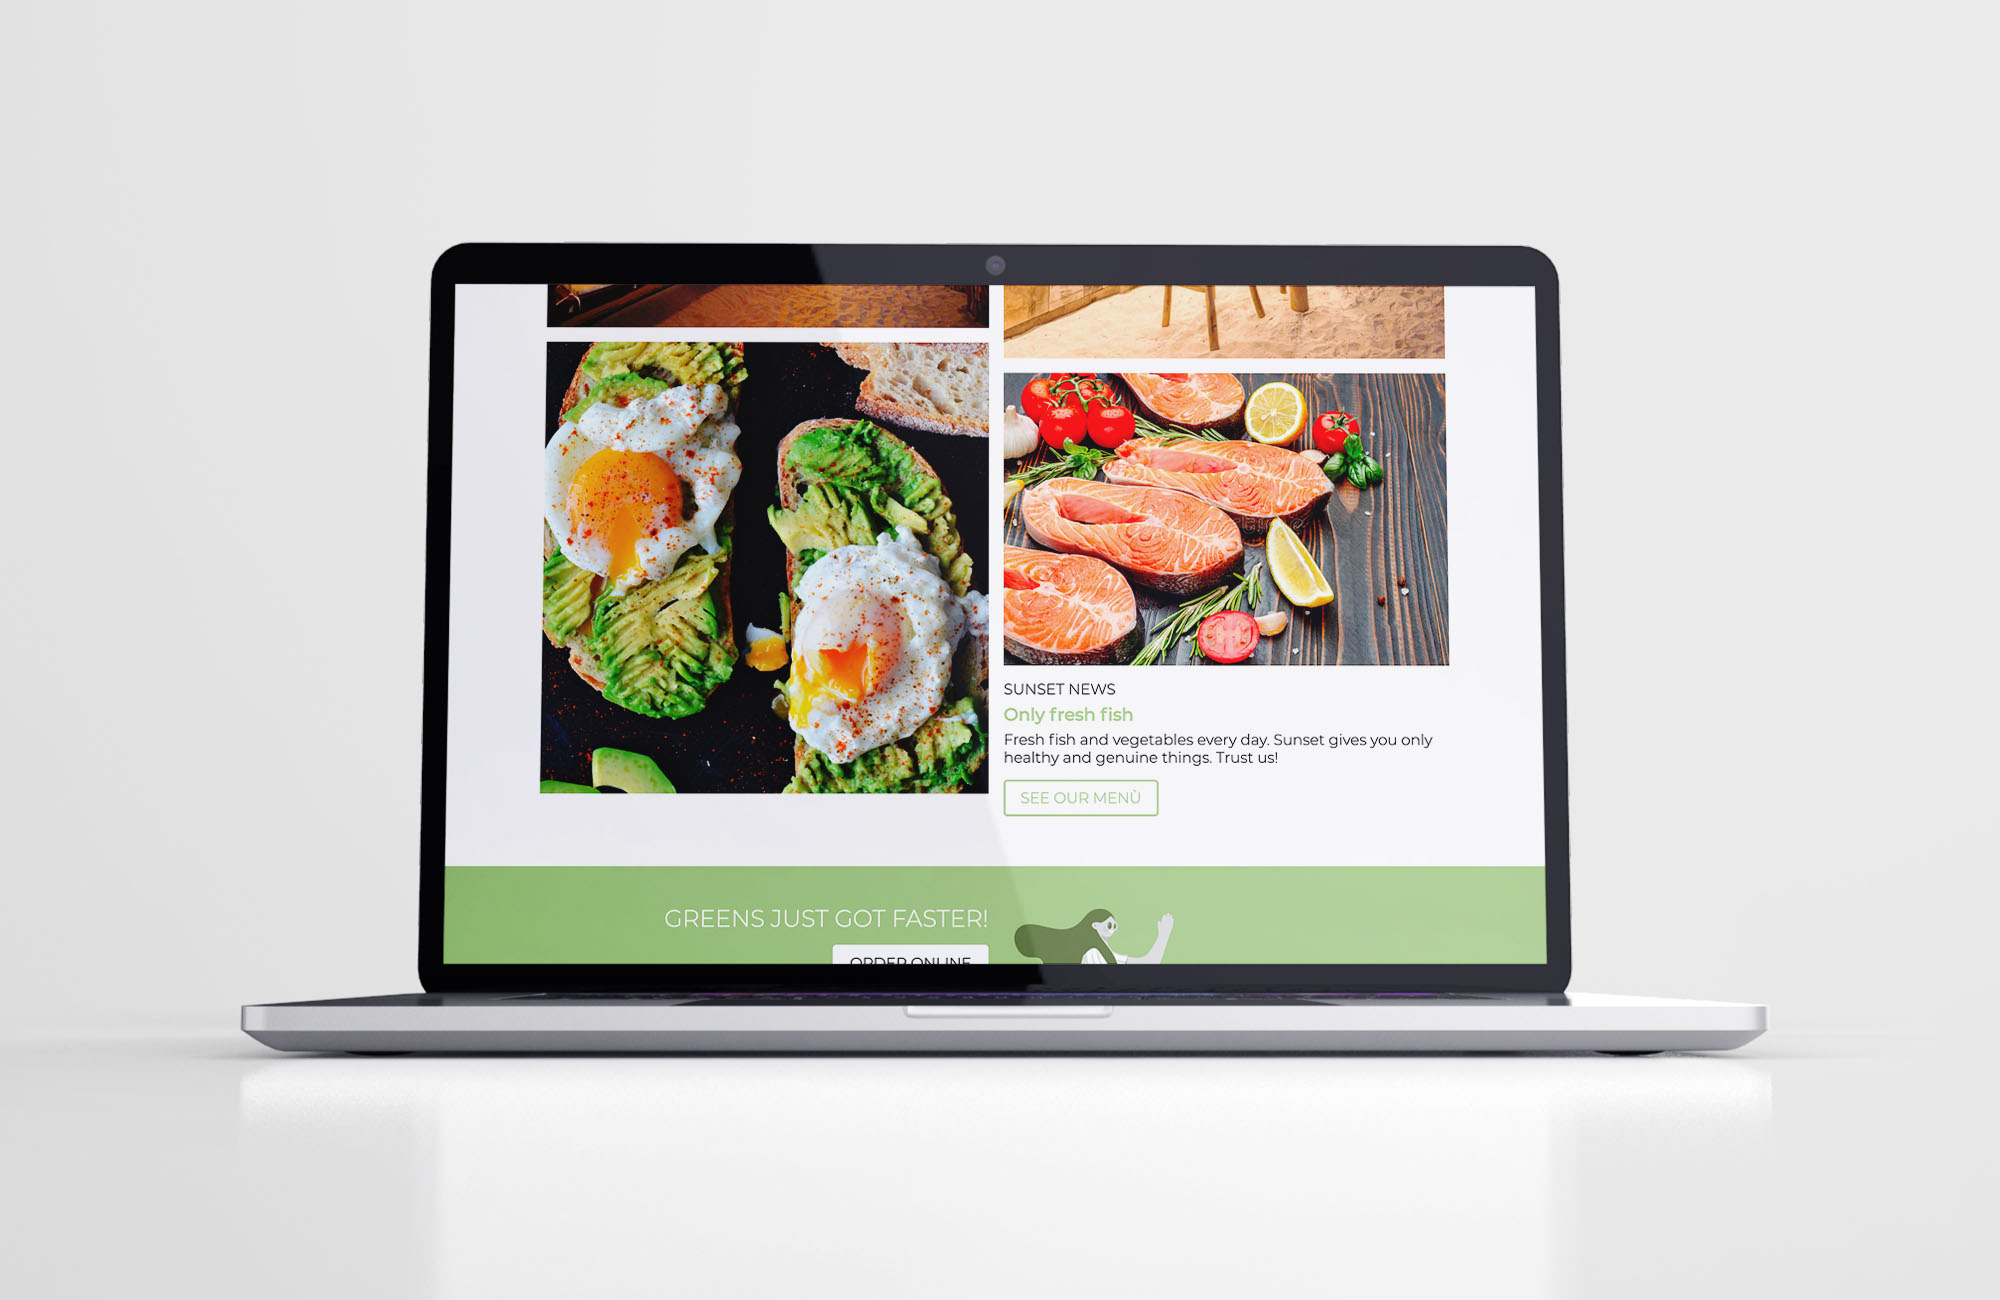 SUNSET NEWS
Only fresh fish
Fresh fish and vegetables every day. Sunset gives you only
healthy and genuine things. Trust us!
SEE OUR MENÙ
GREENS JUST GOT FASTER!
ORDER ONLINE